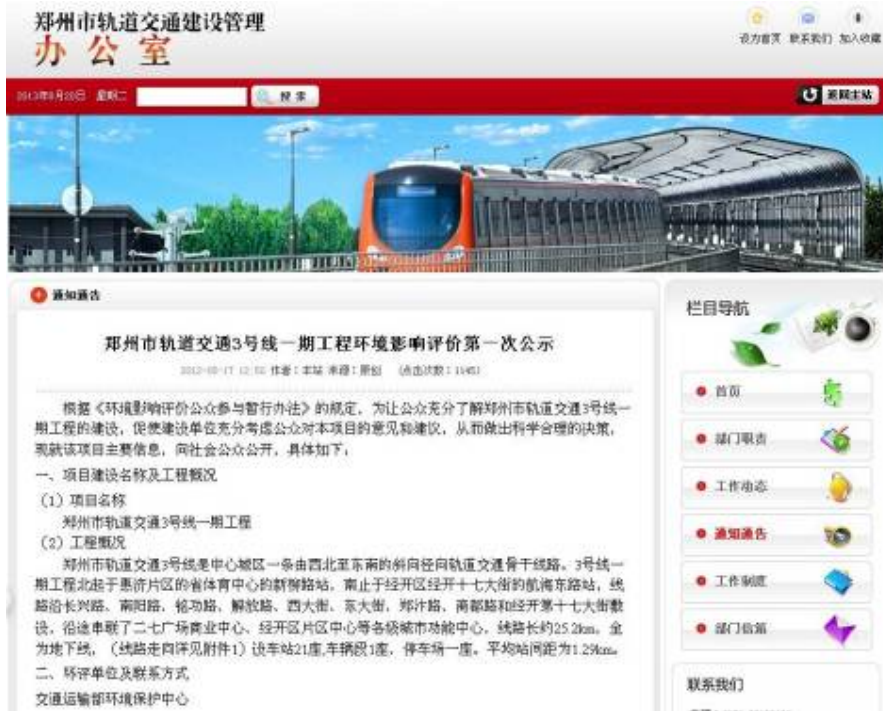 郑州市轨道交通建设管理
办公室
设为首页 联系我们 加入收藏
星期二
搜索
返回主站
通知通告
郑州市轨道交通3号线一期工程环境影响评价第一次公示
作者：本站 来源：原创 （点击次数：1145）
根据《环境影响评价公众参与暂行办法》的规定，为让公众充分了解郑州市轨道交通3号线一
期工程的建设，促使建设单位充分考虑公众对本项目的意见和建议，从而做出科学合理的决策，
现就该项目主要信息，向社会公众公开，具体如下：
一、项目建设名称及工程概况
（1）项目名称
郑州市轨道交通3号线一期工程
（2）工程概况
郑州市轨道交通3号线是中心城区一条由西北至东南的斜向径向轨道交通骨干线路。3号线一
期工程北起于惠济片区的省体育中心的新柳路站，南止于经开区经开十七大街的航海东路站，线
路沿长兴路、南阳路、铭功路、解放路、西大街、东大街、郑汴路、商都路和经开第十七大街敷
设，沿途串联了二七广场商业中心、经开区片区中心等各级城市功能中心，线路长约25.2km，全
为地下线，（线路走向详见附件1）设车站21座,车辆段1座，停车场一座。平均站间距为1.29km。
二、环评单位及联系方式
交通运输部环境保护中心
栏目导航
首页
部门职责
工作动态
通知通告
工作制度
部门信箱
联系我们